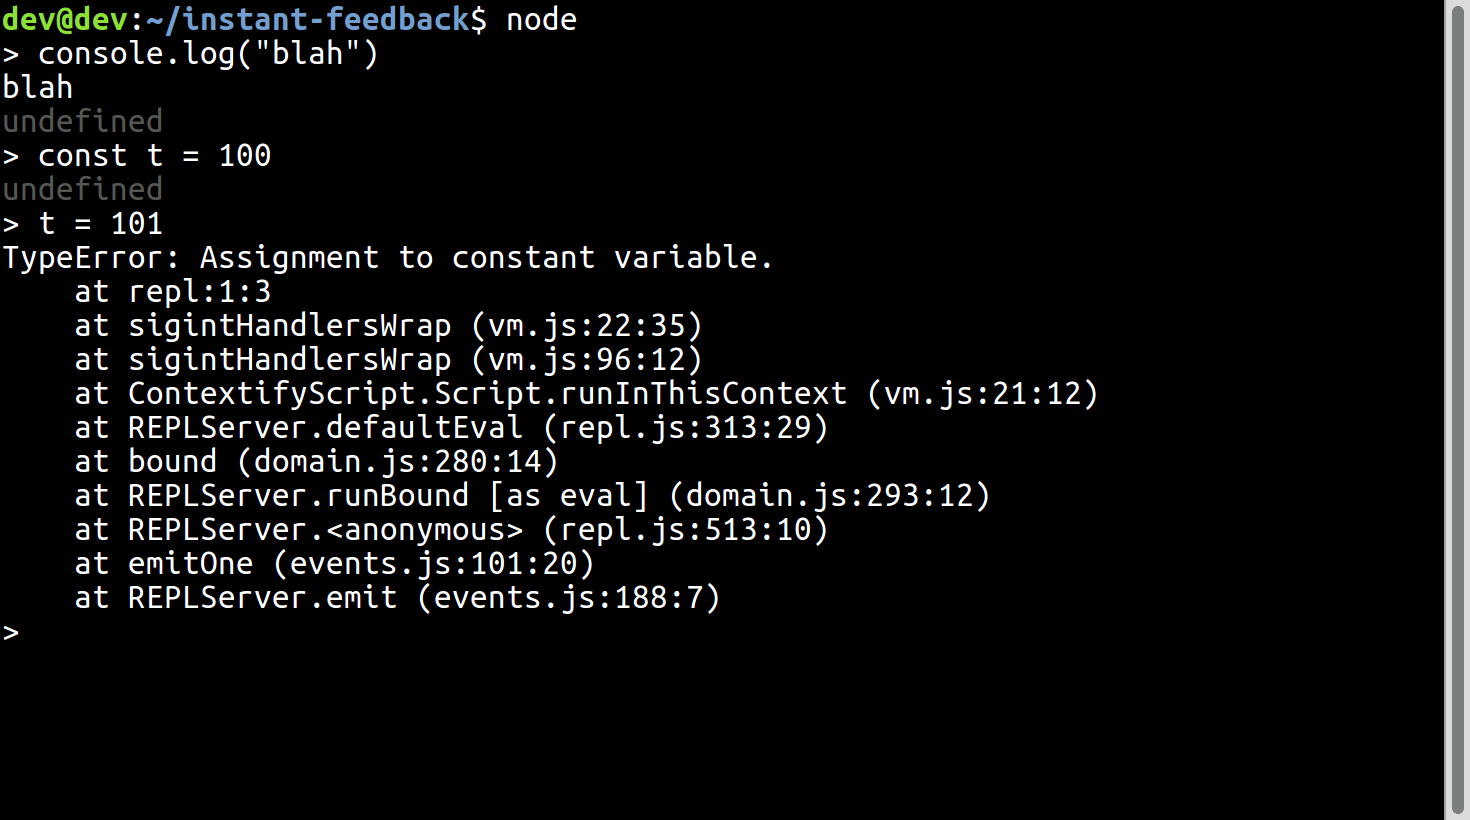 dev@dev:~/instant-feedback$ node
> console.log("blah")
blah
undefined
> const t = 100
undefined
> t = 101
TypeError: Assignment to constant variable.
    at repl:1:3
    at sigintHandlersWrap (vm.js:22:35)
    at sigintHandlersWrap (vm.js:96:12)
    at ContextifyScript.Script.runInThisContext (vm.js:21:12)
    at REPLServer.defaultEval (repl.js:313:29)
    at bound (domain.js:280:14)
    at REPLServer.runBound [as eval] (domain.js:293:12)
    at REPLServer.<anonymous> (repl.js:513:10)
    at emitOne (events.js:101:20)
    at REPLServer.emit (events.js:188:7)
>